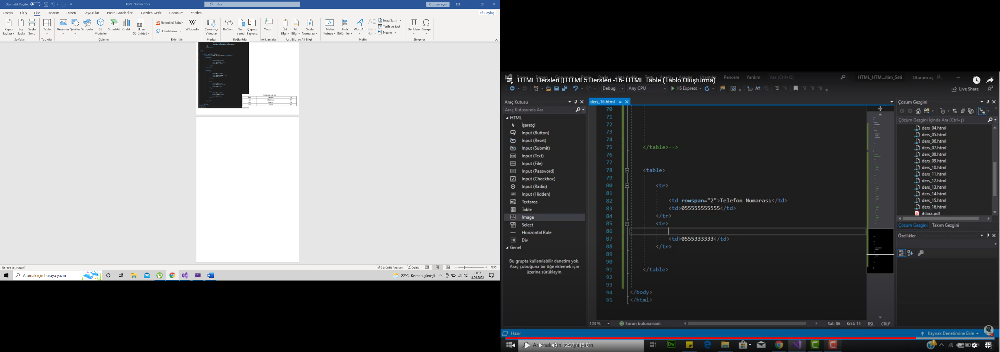 Otomatik Kaydet
HTML Notları.docx
Ara
Oturum açın
Dosya Giriş Ekle Tasarım Düzen Başvurular Posta Gönderileri Gözden Geçir Görünüm Yardım
Paylaş
Kapak Sayfası
Boş Sayfa
Sayfa Sonu
Tablo
Resimler
Şekiller
Simgeler
3B Modeller
SmartArt
Grafik
Ekran Görüntüsü
Eklentileri Edinin
Eklentilerim
Wikipedia
Çevrimiçi Videolar
Bağlantı
Yer İşareti
Çapraz Başvuru
Yorum
Üst Bilgi
Alt Bilgi
Sayfa Numarası
Metin Kutusu
Hızlı Bölümler
WordArt
Büyük Harf
İmza Satırı
Tarih ve Saat
Nesne
Denklem
Simge
Sayfalar
Tablolar
Çizimler
Eklentiler
Medya
Bağlantılar
Açıklamalar
Üst Bilgi ve Alt Bilgi
Metin
Simgeler
TABLO BAŞLIĞI
Nereye taşınacak?
Görüntü Ayarları
Odak
%50
Aramak için buraya yazın
22°C Kısmen güneşli
11:37
8.06.2022
HTML Dersleri || HTML5 Dersleri -16- HTML Table (Tablo Oluşturma)
Pencere Yardım
Ara (Ctrl+Q)
HTML_HTM...itim_Seti
Oturum aç
Debug
Any CPU
IIS Express
Live Share
Araç Kutusu
Araç Kutusunda Ara
HTML
İşaretçi
Input (Button)
Input (Reset)
Input (Submit)
Input (Text)
Input (File)
Input (Password)
Input (Checkbox)
Input (Radio)
Input (Hidden)
Textarea
Table
Image
Select
Horizontal Rule
Div
Genel
Bu grupta kullanılabilir denetim yok.
Araç çubuğuna bir öğe eklemek için
üzerine sürükleyin.
ders_16.html
70
71
72
73
74
75 </table>-->
76
77
78 <table>
79
80 <tr>
81
82 <td rowspan="2">Telefon Numarası</td>
83 <td>055555555555</td>
84 </tr>
85 <tr>
86
87 <td>0555333333</td>
88 </tr>
89
90
91 </table>
92
93
94 </body>
95 </html>
123 %
Sorun bulunamadı
Sat: 86 Krkt: 13 BŞL CRLF
Çözüm Gezgini
Çözüm Gezgini İçinde Ara (Ctrl+ş)
ders_04.html
ders_05.html
ders_06.html
ders_07.html
ders_08.html
ders_09.html
ders_10.html
ders_11.html
ders_12.html
ders_13.html
ders_14.html
ders_15.html
ders_16.html
ihlara.pdf
Çözüm Gezgini Takım Gezgini
Özellikler
Hazır
Kaynak Denetimine Ekle
12:37 / 15:01